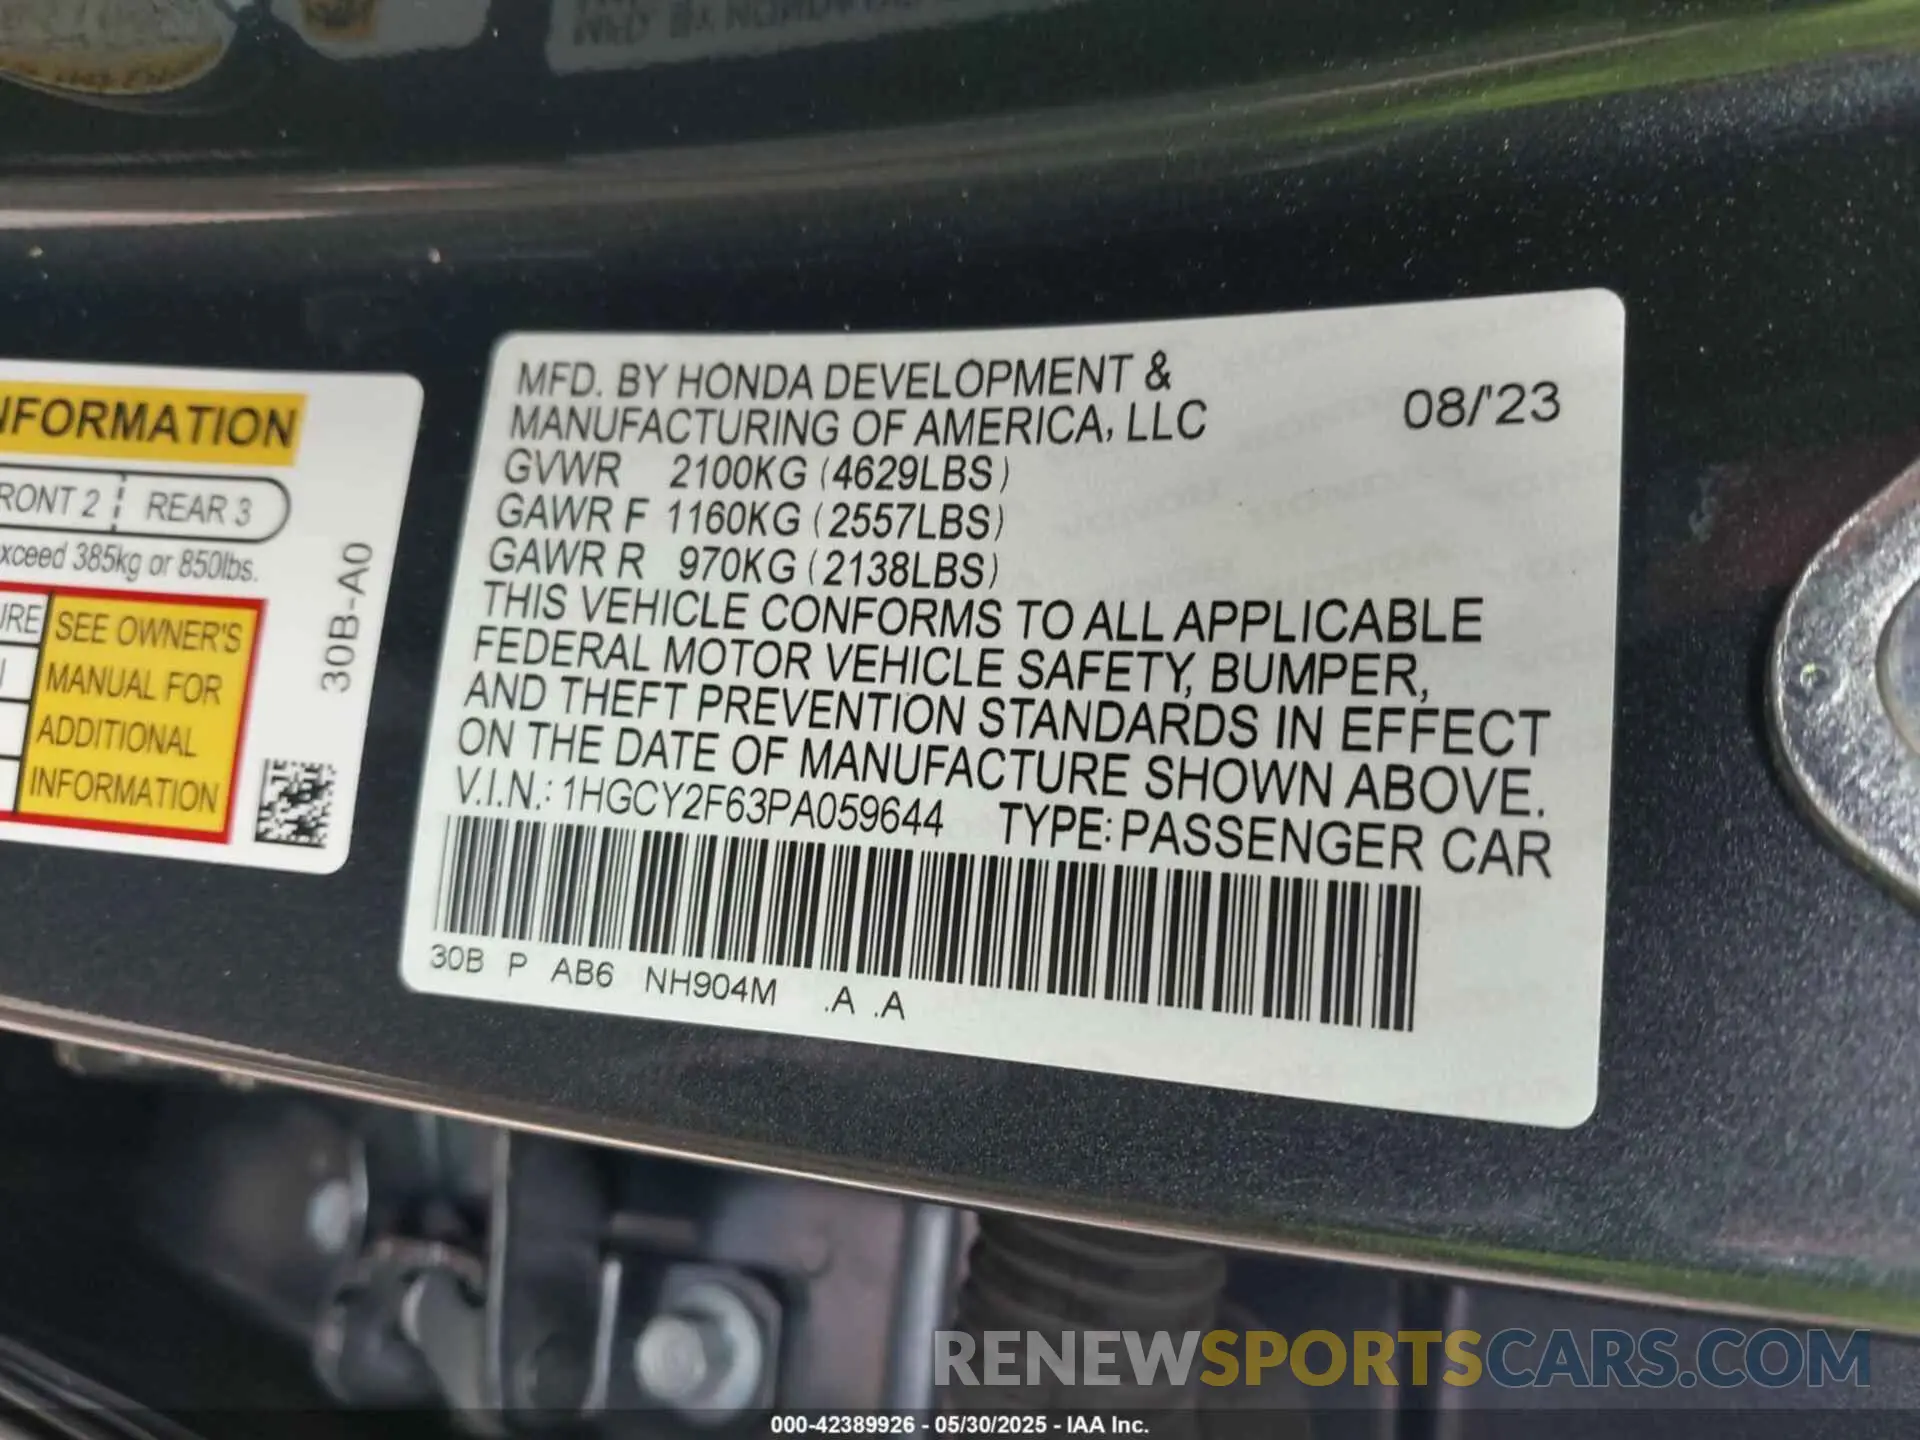 NFORMATION
RONT 2 REAR 3
xceed 385kg or 850lbs.
URE
SEE OWNER'S
MANUAL FOR
ADDITIONAL
INFORMATION
30B-A0
MFD. BY HONDA DEVELOPMENT &
MANUFACTURING OF AMERICA, LLC 08/'23
GVWR 2100KG (4629LBS)
GAWR F 1160KG (2557LBS)
GAWR R 970KG (2138LBS)
THIS VEHICLE CONFORMS TO ALL APPLICABLE
FEDERAL MOTOR VEHICLE SAFETY, BUMPER,
AND THEFT PREVENTION STANDARDS IN EFFECT
ON THE DATE OF MANUFACTURE SHOWN ABOVE.
V.I.N.: 1HGCY2F63PA059644 TYPE: PASSENGER CAR
30B P AB6 NH904M .A .A
RENEWSPORTSCARS.COM
000-42389926 - 05/30/2025 - IAA Inc.